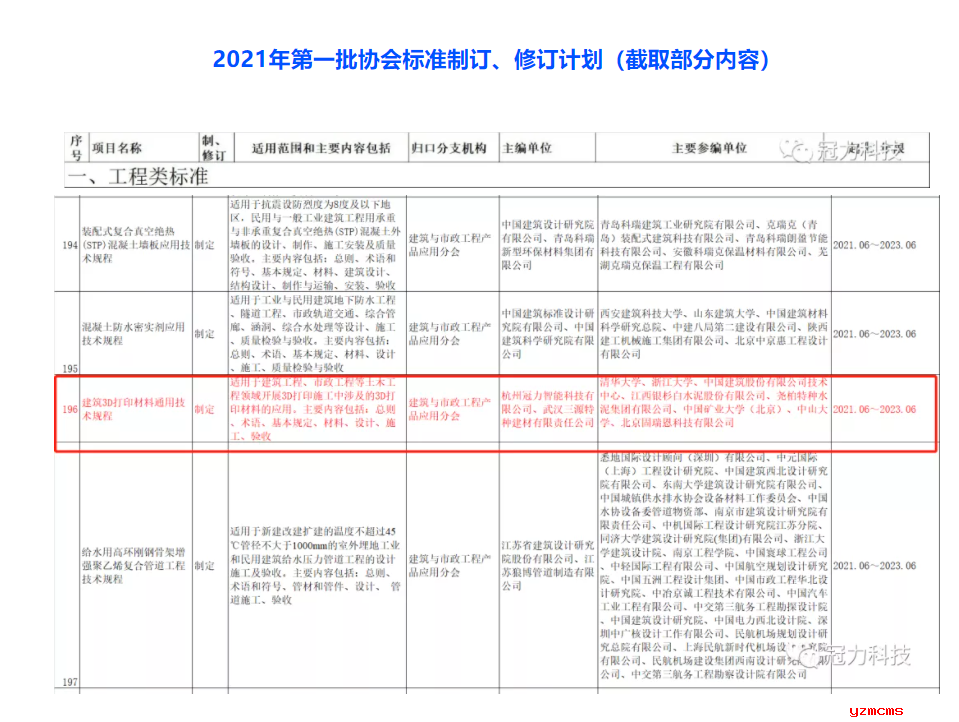 2021年第一批协会标准制订、修订计划（截取部分内容）
序号 项目名称 制、修订 适用范围和主要内容包括 归口分支机构 主编单位 主要参编单位
冠力科技
一、工程类标准
194
装配式复合真空绝热
(STP)混凝土墙板应用技
术规程
制定
适用于抗震设防烈度为8度及以下地
区，民用与一般工业建筑工程用承重
与非承重复合真空绝热(STP)混凝土外
墙板的设计、制作、施工安装及质量
验收。主要内容包括：总则、术语和
符号、基本规定、材料、建筑设计、
结构设计、制作与运输、安装、验收
建筑与市政工程产
品应用分会
中国建筑设计研究院
有限公司、青岛科瑞
新型环保材料集团有
限公司
青岛科瑞建筑工业研究院有限公司、克瑞克（青
岛）装配式建筑科技有限公司、青岛科瑞朗盈节能
科技有限公司、安徽科瑞克保温材料有限公司、芜
湖克瑞克保温工程有限公司
2021.06～2023.06
195
混凝土防水密实剂应用
技术规程
制定
适用于工业与民用建筑地下防水工程
、隧道工程、市政轨道交通、综合管
廊、涵洞、综合水处理等设计、施工
、质量检验与验收。主要内容包括：
总则、术语、基本规定、材料、设计
、施工、质量检验与验收
建筑与市政工程产
品应用分会
中国建筑标准设计研
究院有限公司、中国
建筑科学研究院有限
公司
西安建筑科技大学、山东建筑大学、中国建筑材料
科学研究总院、中建八局第二建设有限公司、陕西
建工机械施工集团有限公司、北京中京惠工程设计
有限公司
2021.06～2023.06
196
建筑3D打印材料通用技
术规程
制定
适用于建筑工程、市政工程等土木工
程领域开展3D打印施工中涉及的3D打
印材料的应用。主要内容包括：总则
、术语、基本规定、材料、设计、施
工、验收
建筑与市政工程产
品应用分会
杭州冠力智能科技有
限公司、武汉三源特
种建材有限责任公司
清华大学、浙江大学、中国建筑股份有限公司技术
中心、江西银杉白水泥股份有限公司、尧柏特种水
泥集团有限公司、中国矿业大学（北京）、中山大
学、北京固瑞恩科技有限公司
2021.06～2023.06
197
给水用高环刚钢骨架增
强聚乙烯复合管道工程
技术规程
制定
适用于新建改建扩建的温度不超过45
℃管径不大于1000mm的室外埋地工业
和民用建筑给水压力管道工程的设计
施工及验收。主要内容包括：总则、
术语和符号、管材和管件、设计、 管
道施工、验收
建筑与市政工程产
品应用分会
江苏省建筑设计研究
院股份有限公司、江
苏狼博管道制造有限
公司
悉地国际设计顾问（深圳）有限公司、中元国际
（上海）工程设计研究院、中国建筑西北设计研究
院有限公司、东南大学建筑设计研究院有限公司、
中国城镇供水排水协会设备材料工作委员会、中国
水协设备委管道物资部、南京市建筑设计研究院有
限责任公司、中机国际工程设计研究院江苏分院、
同济大学建筑设计研究院(集团)有限公司、浙江大
学建筑设计院、南京工程学院、中国寰球工程公司
、中轻国际工程有限公司、中国航空规划设计研究
院、中国五洲工程设计集团、中国市政工程华北设
计研究院、中冶京诚工程技术有限公司、中国汽车
工业工程有限公司、中交第三航务工程勘探设计院
、中国建筑设计研究院、中国电力西北设计院、深
圳中广核设计工作有限公司、民航机场规划设计研
究总院有限公司、上海民航新时代机场设
有限公司、民航机场建设集团西南设计研
公司、中交第三航务工程勘察设计院有限公司
2021.06～2023.06
冠力科技
yzmcms